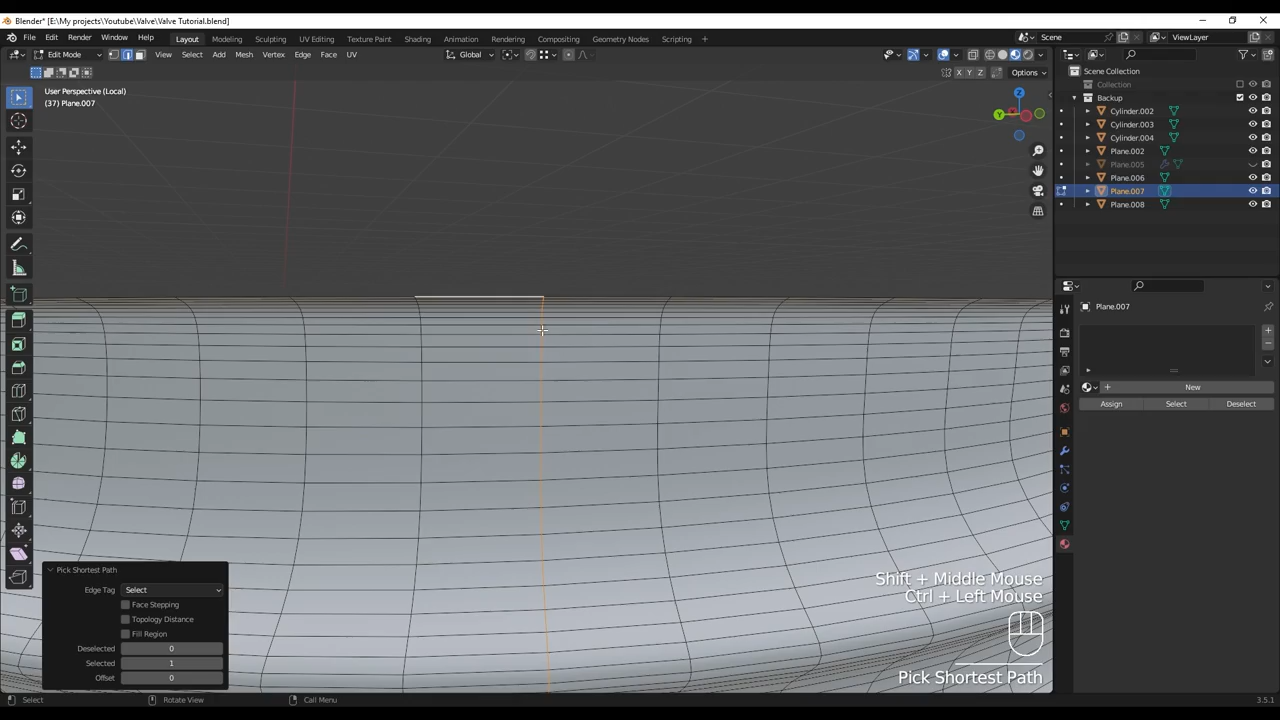 Blender* [E:\My projects\Youtube\Valve\Valve Tutorial.blend]
File Edit Render Window Help Layout Modeling Sculpting UV Editing Texture Paint Shading Animation Rendering Compositing Geometry Nodes Scripting + Scene ViewLayer
Edit Mode View Select Add Mesh Vertex Edge Face UV Global
X Y Z Options
User Perspective (Local)
(37) Plane.007
Z
Y
Scene Collection
Collection
Backup
Cylinder.002
Cylinder.003
Cylinder.004
Plane.002
Plane.005
Plane.006
Plane.007
Plane.008
Plane.007
+ New
Assign Select Deselect
Pick Shortest Path
Edge Tag Select
Face Stepping
Topology Distance
Fill Region
Deselected 0
Selected 1
Offset 0
Shift + Middle Mouse
Ctrl + Left Mouse
Pick Shortest Path
Select Rotate View Call Menu 3.5.1